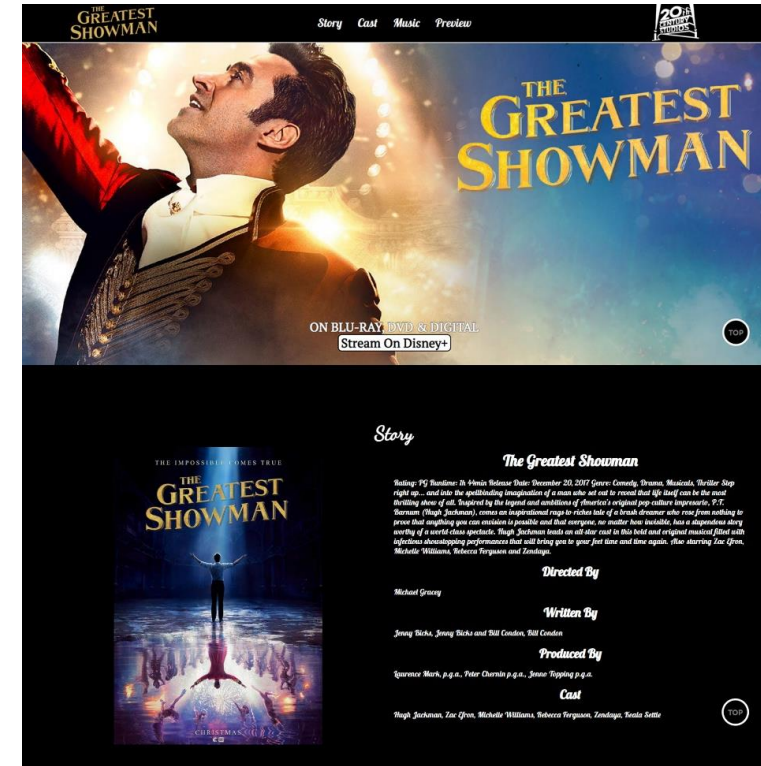 THE
GREATEST
SHOWMAN
Story Cast Music Preview
20th
CENTURY
STUDIOS
THE
GREATEST
SHOWMAN
ON BLU-RAY, DVD & DIGITAL
Stream On Disney+
TOP
Story
THE IMPOSSIBLE COMES TRUE
THE
GREATEST
SHOWMAN
CHRISTMAS
The Greatest Showman
Rating: PG Runtime: 1h 44min Release Date: December 20, 2017 Genre: Comedy, Drama, Musicals, Thriller Step
right up... and into the spellbinding imagination of a man who set out to reveal that life itself can be the most
thrilling show of all. Inspired by the legend and ambitions of America's original pop-culture impresario, P.T.
Barnum (Hugh Jackman), comes an inspirational rags-to-riches tale of a brash dreamer who rose from nothing to
prove that anything you can envision is possible and that everyone, no matter how invisible, has a stupendous story
worthy of a world-class spectacle. Hugh Jackman leads an all-star cast in this bold and original musical filled with
infectious showstopping performances that will bring you to your feet time and time again. Also starring Zac Efron,
Michelle Williams, Rebecca Ferguson and Zendaya.
Directed By
Michael Gracey
Written By
Jenny Bicks, Jenny Bicks and Bill Condon, Bill Condon
Produced By
Laurence Mark, p.g.a., Peter Chernin p.g.a., Jenno Topping p.g.a.
Cast
Hugh Jackman, Zac Efron, Michelle Williams, Rebecca Ferguson, Zendaya, Keala Settle
TOP